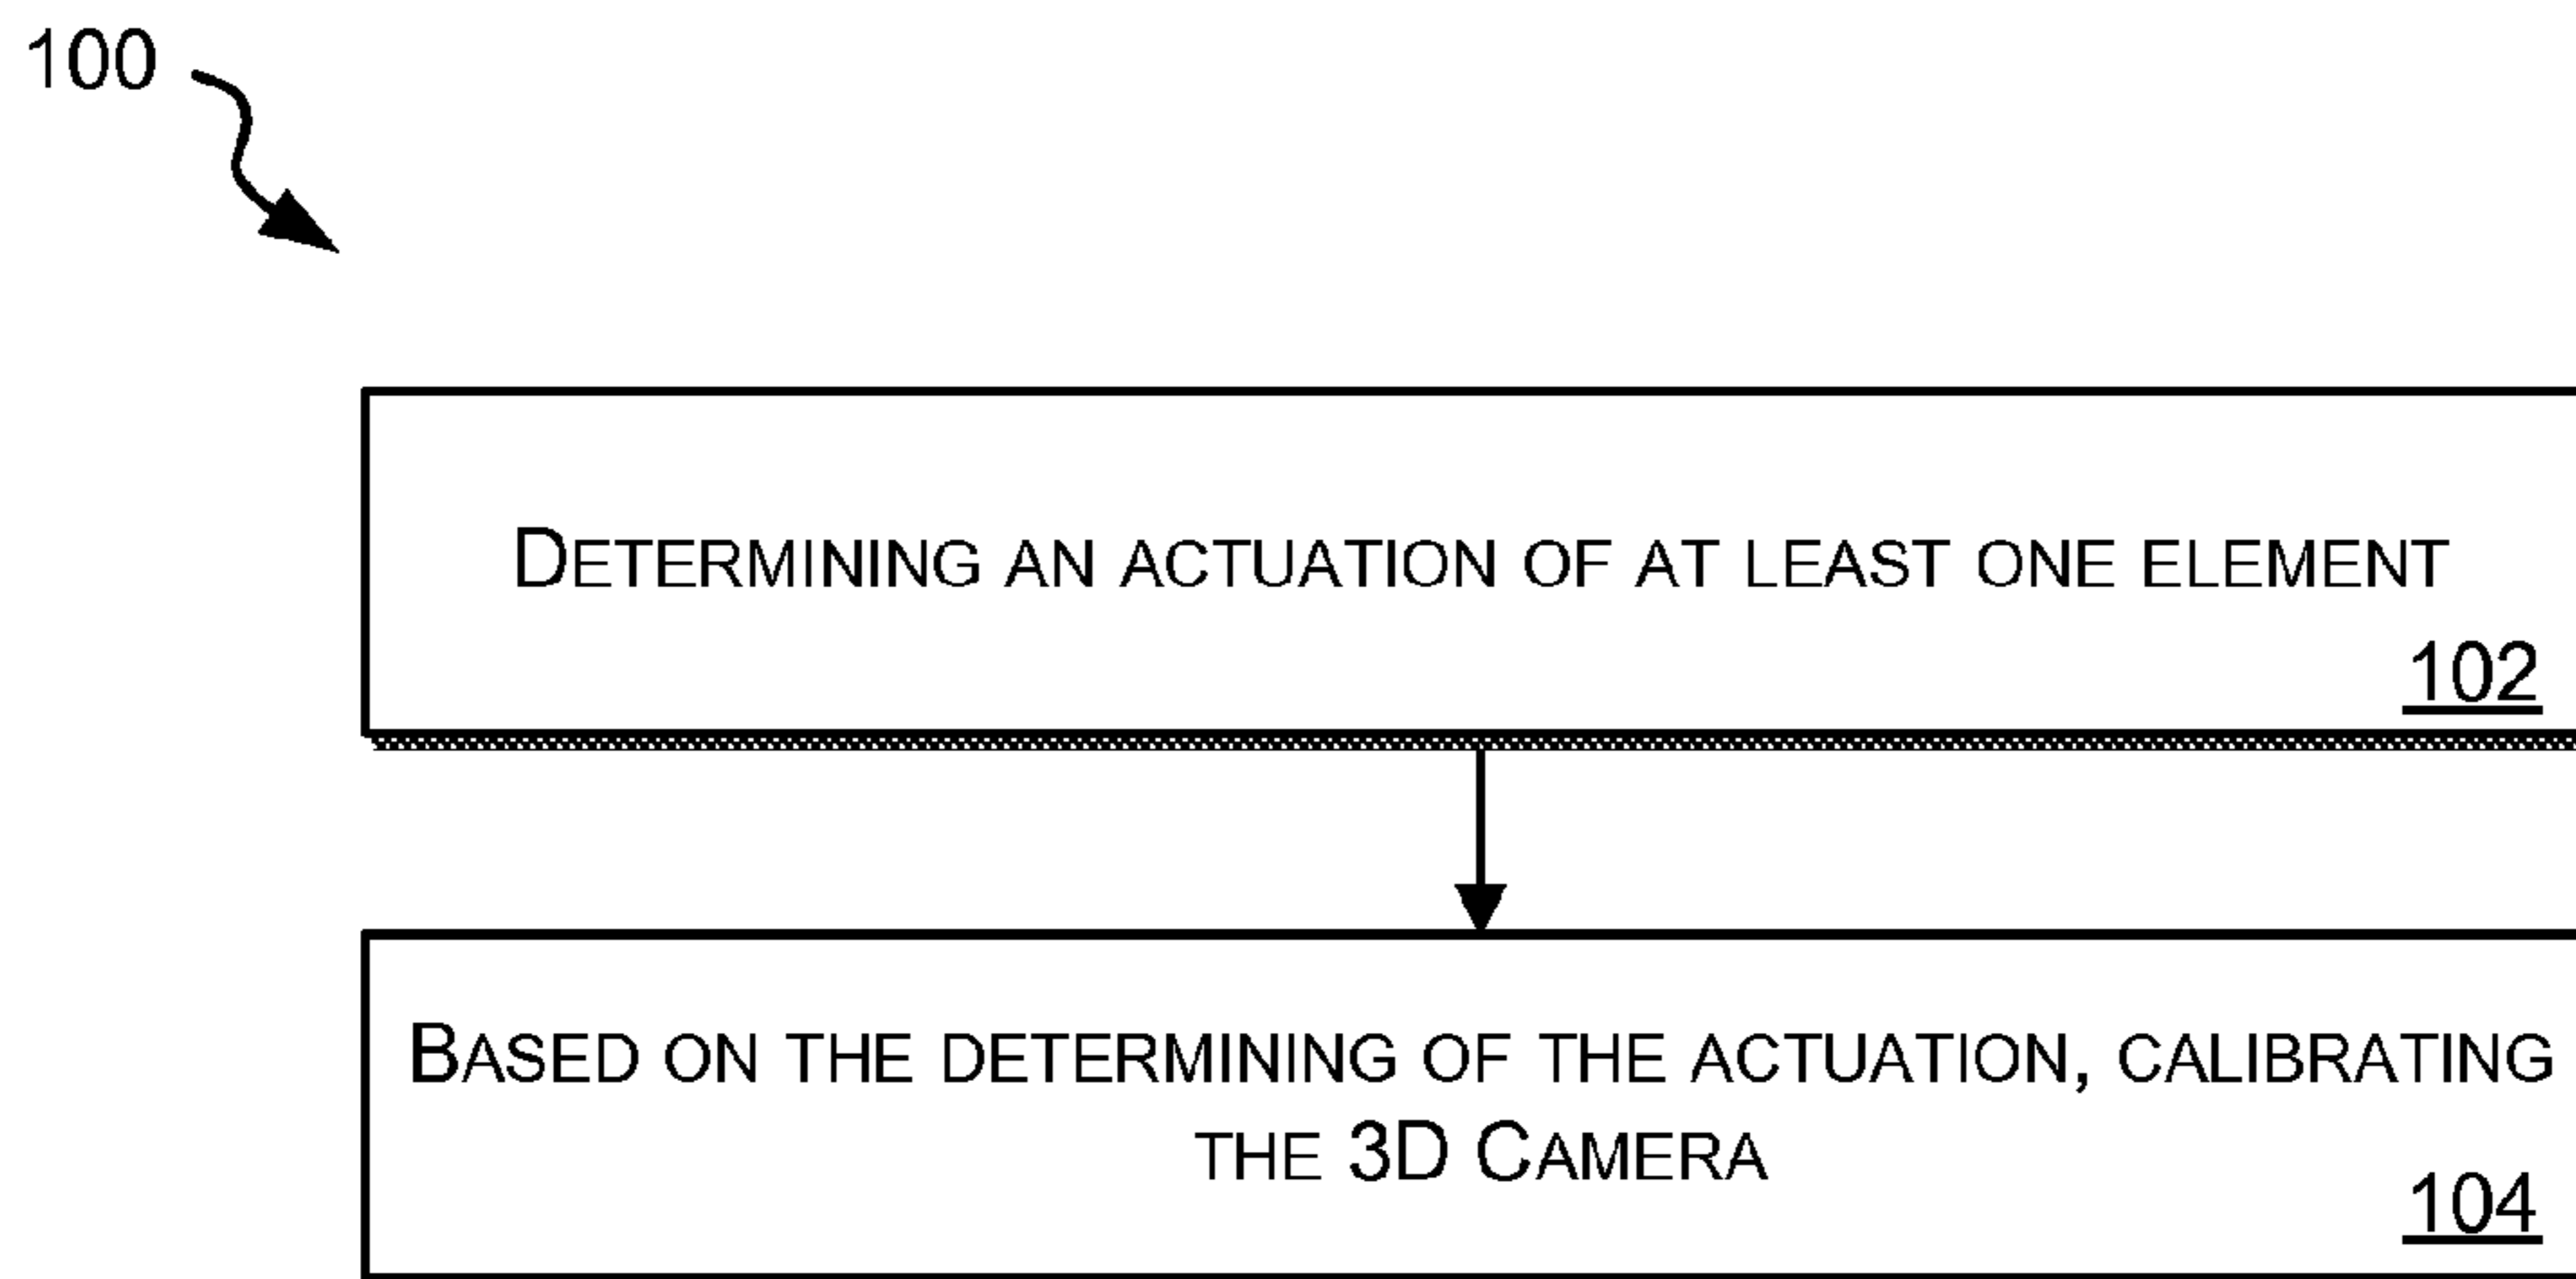 100
DETERMINING AN ACTUATION OF AT LEAST ONE ELEMENT
102
BASED ON THE DETERMINING OF THE ACTUATION, CALIBRATING
THE 3D CAMERA
104